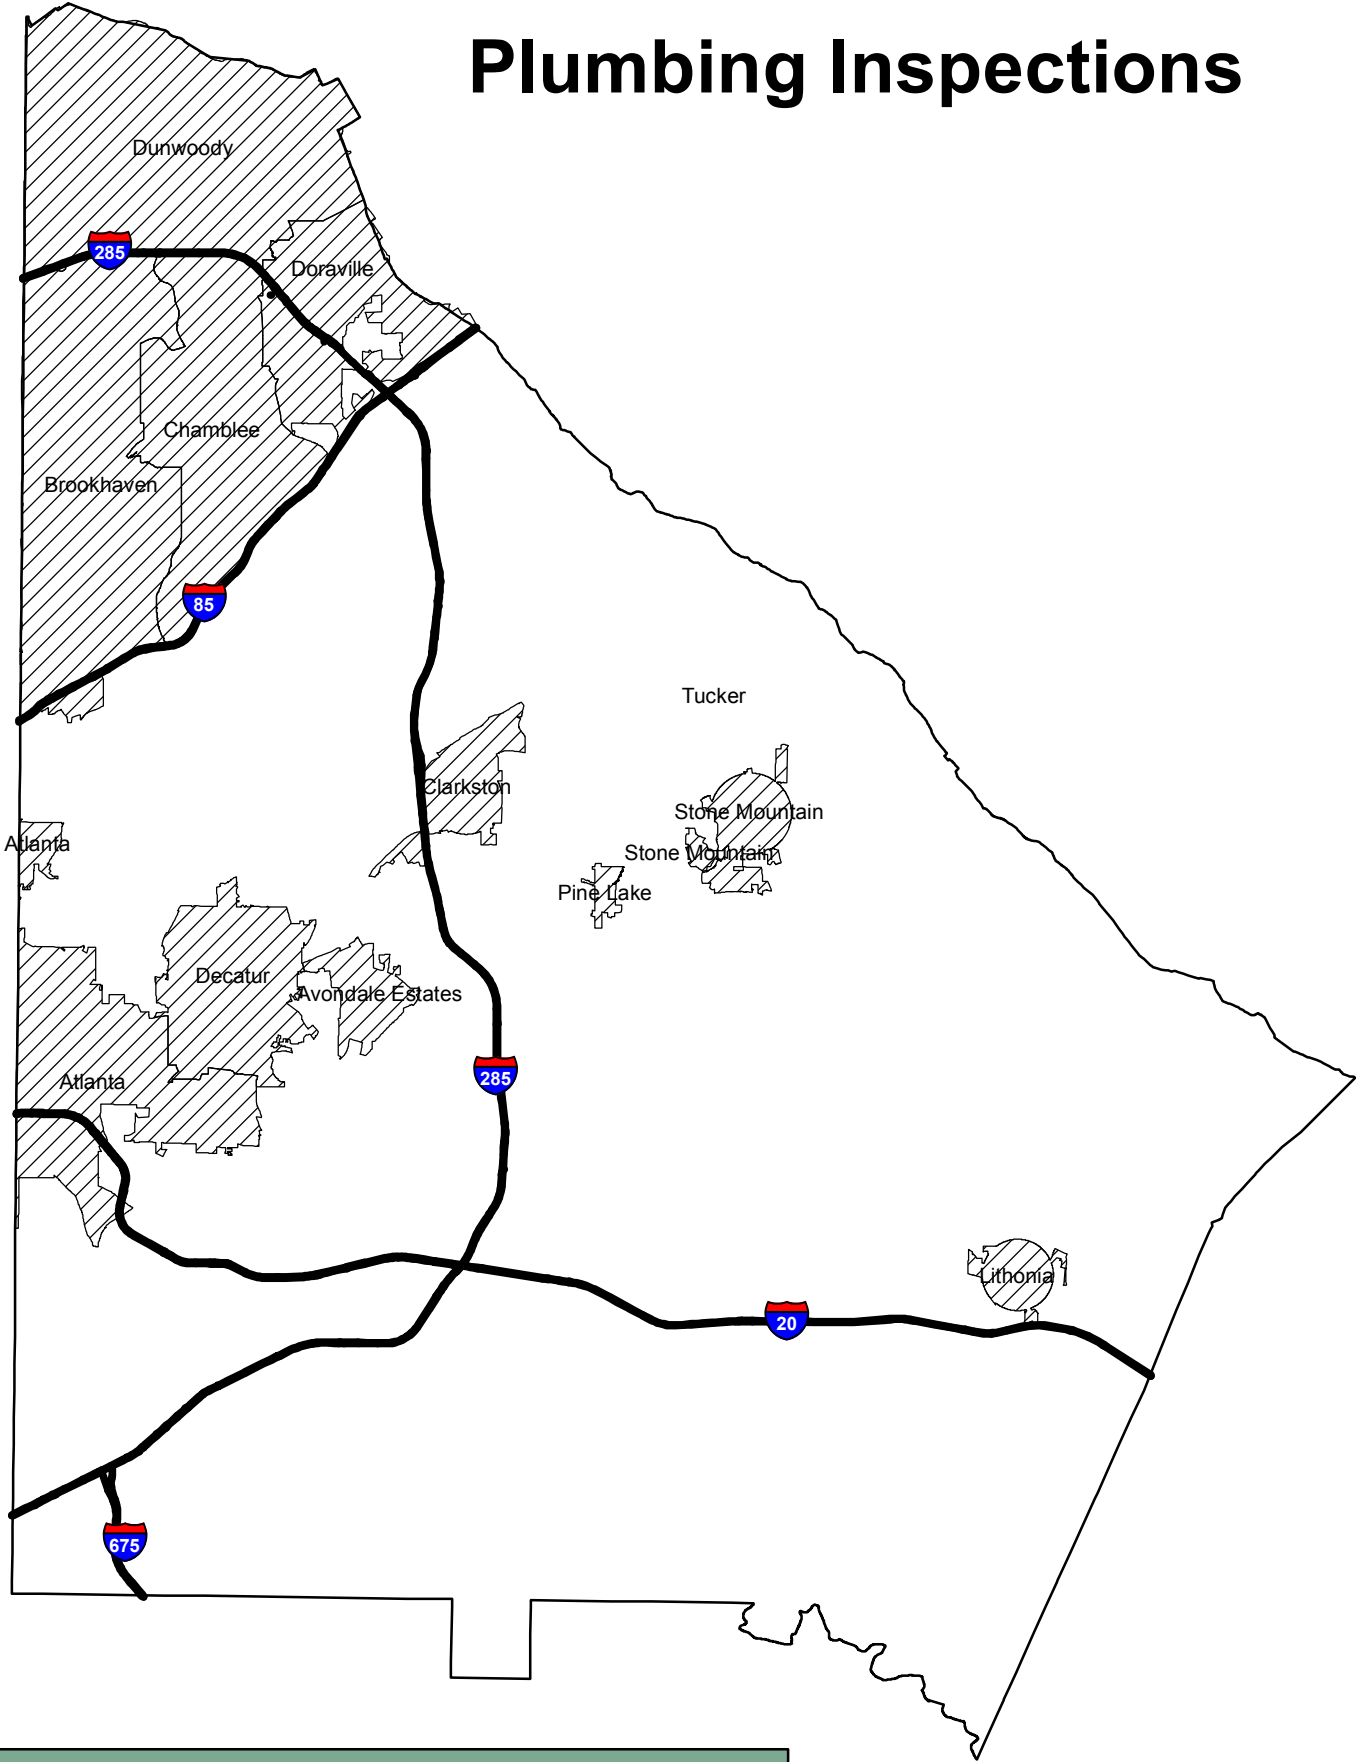 Plumbing Inspections
Dunwoody
285
Doraville
Chamblee
Brookhaven
85
Tucker
Clarkston
Stone Mountain
Atlanta
Stone Mountain
Pine Lake
Decatur
Avondale Estates
285
Atlanta
Lithonia
20
675